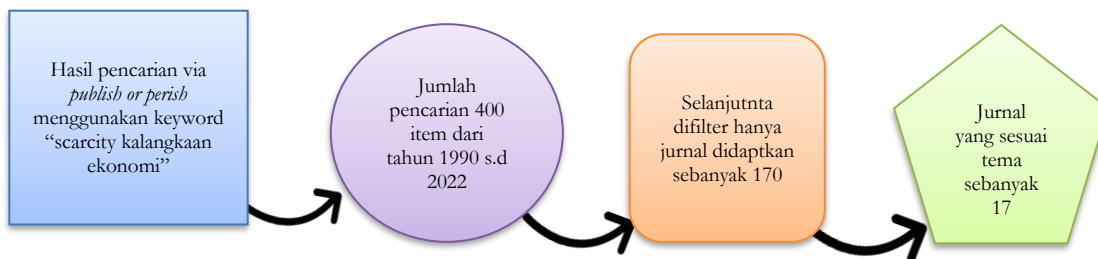 Hasil pencarian via
publish or perish
menggunakan keyword
“scarcity kalangkaan
ekonomi”
Jumlah
pencarian 400
item dari
tahun 1990 s.d
2022
Selanjutnta
difilter hanya
jurnal didaptkan
sebanyak 170
Jurnal
yang sesuai
tema
sebanyak
17